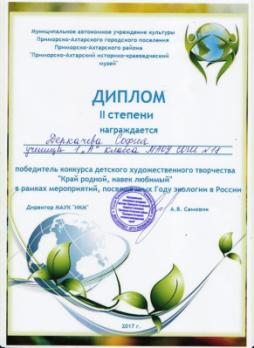 Муниципальное автономное учреждение культуры
Приморско-Ахтарского городского поселения
Приморско-Ахтарского района
"Приморско-Ахтарский историко-краеведческий
музей"
ДИПЛОМ
II степени
награждается
Деркачева София
ученица 1 "А" класса МАОУ СОШ №
победитель конкурса детского художественного творчества
"Край родной, навек любимый"
в рамках мероприятий, посвященных Году экологии в России
Директор МАУК "ИКМ"
А.В. Самовик
2017 г.